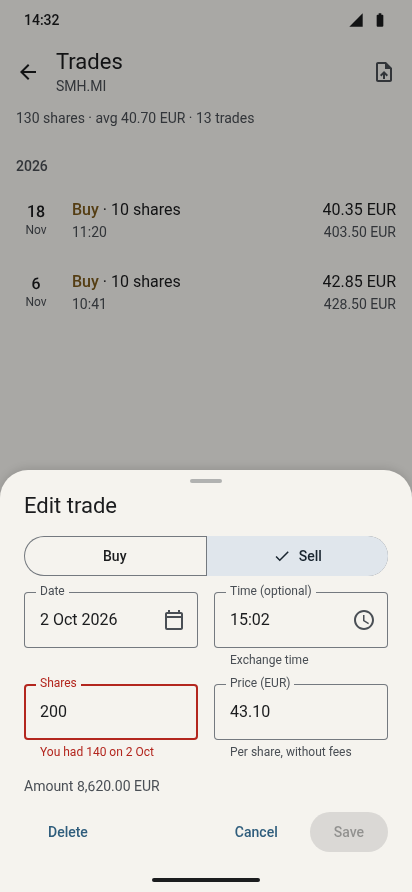 14:32
Trades
SMH.MI
130 shares · avg 40.70 EUR · 13 trades
2026
18 Buy · 10 shares 40.35 EUR
Nov 11:20 403.50 EUR
6 Buy · 10 shares 42.85 EUR
Nov 10:41 428.50 EUR
Edit trade
Buy Sell
Date Time (optional)
2 Oct 2026 15:02
Exchange time
Shares Price (EUR)
200 43.10
You had 140 on 2 Oct Per share, without fees
Amount 8,620.00 EUR
Delete Cancel Save